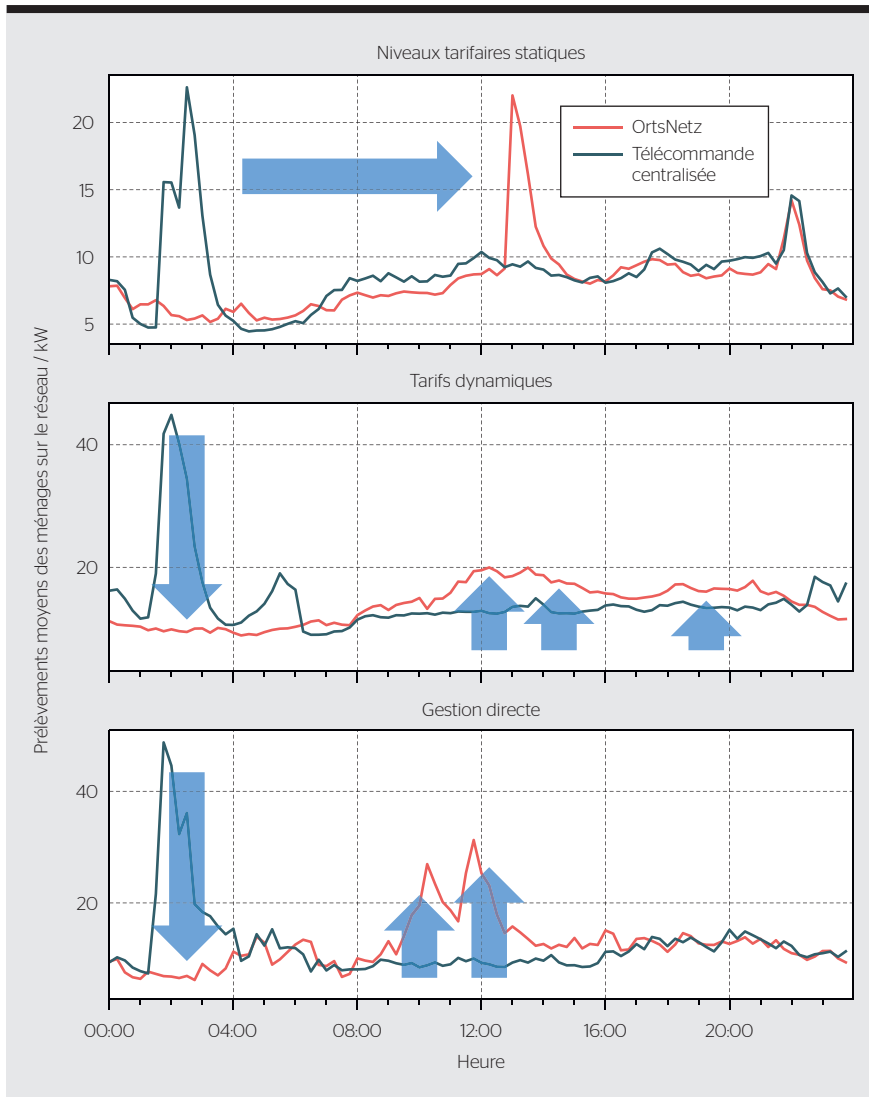 Niveaux tarifaires statiques
20
15
10
5
OrtsNetz
Télécommande
centralisée
Prélèvements moyens des ménages sur le réseau / kW
Tarifs dynamiques
40
20
Gestion directe
40
20
00:00 04:00 08:00 12:00 16:00 20:00
Heure